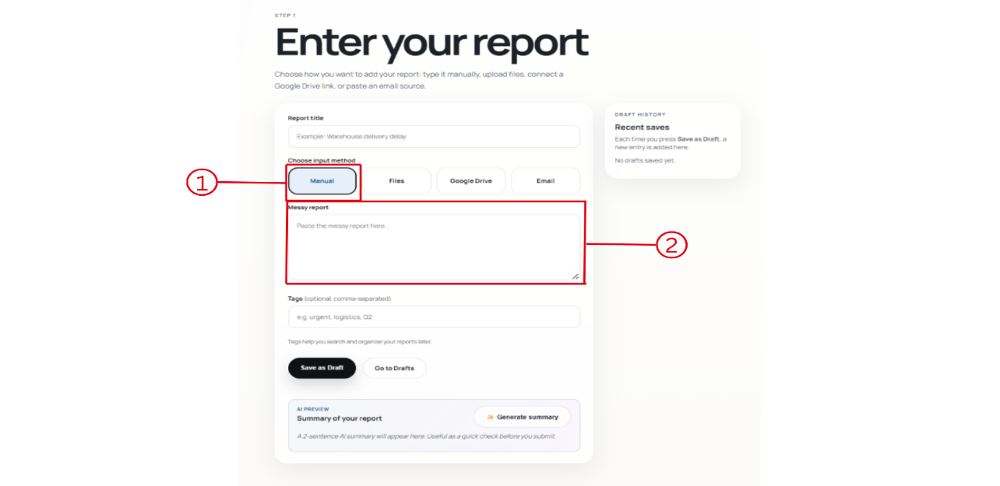 STEP 1
Enter your report
Choose how you want to add your report: type it manually, upload files, connect a
Google Drive link, or paste an email source.
Report title
Example: Warehouse delivery delay
Choose input method
Manual
Files
Google Drive
Email
1
Messy report
Paste the messy report here...
2
Tags (optional, comma-separated)
e.g. urgent, logistics, Q2
Tags help you search and organise your reports later.
Save as Draft
Go to Drafts
AI PREVIEW
Summary of your report
✨ Generate summary
A 2-sentence AI summary will appear here. Useful as a quick check before you submit.
DRAFT HISTORY
Recent saves
Each time you press Save as Draft, a
new entry is added here.
No drafts saved yet.